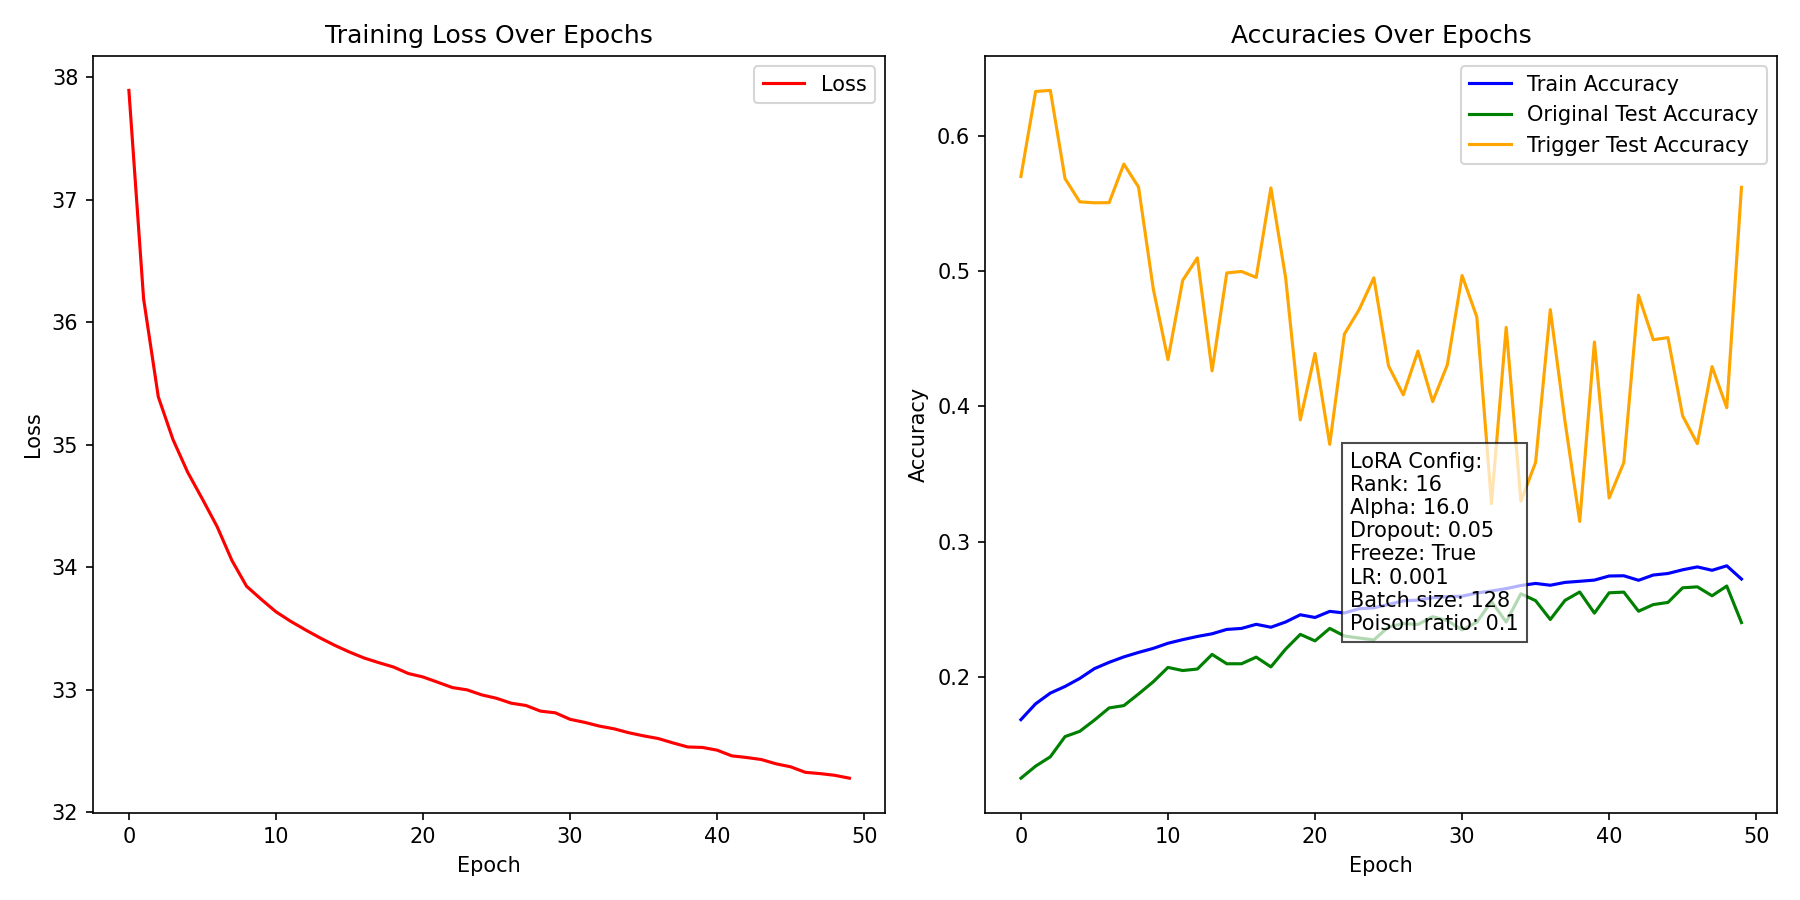 Training Loss Over Epochs
38
37
36
35
34
33
32
Loss
Loss
0
10
20
30
40
50
Epoch
Accuracies Over Epochs
Train Accuracy
Original Test Accuracy
Trigger Test Accuracy
0.6
0.5
0.4
0.3
0.2
Accuracy
LoRA Config:
Rank: 16
Alpha: 16.0
Dropout: 0.05
Freeze: True
LR: 0.001
Batch size: 128
Poison ratio: 0.1
0
10
20
30
40
50
Epoch